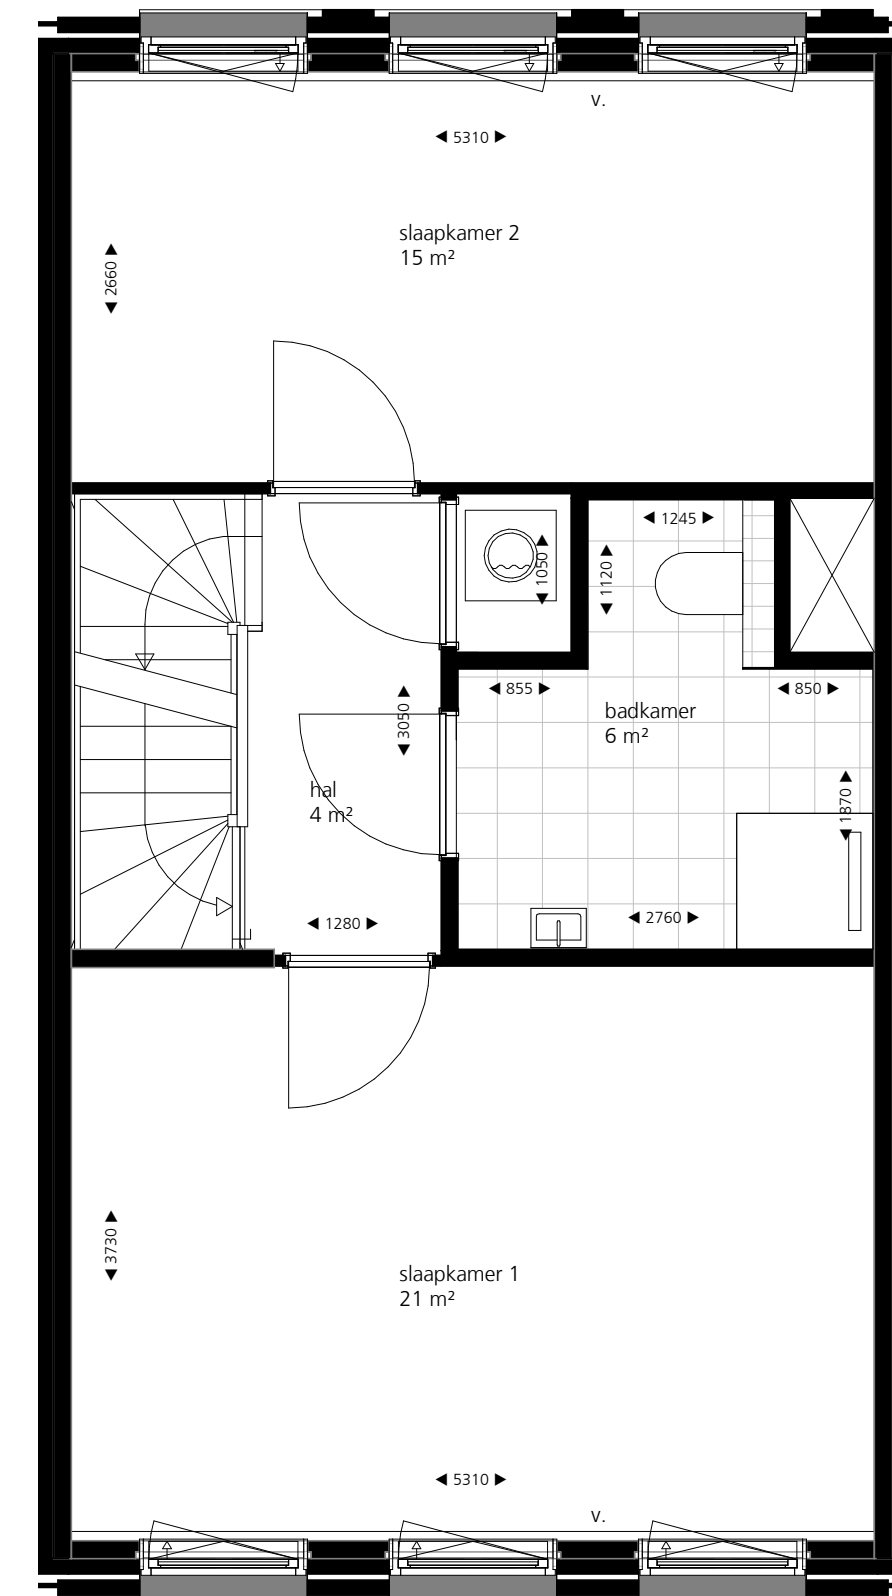 v.
5310
slaapkamer 2
15 m²
2660
1245
1050
1120
855
850
3050
badkamer
6 m²
hal
4 m²
1870
1280
2760
slaapkamer 1
21 m²
3730
5310
v.